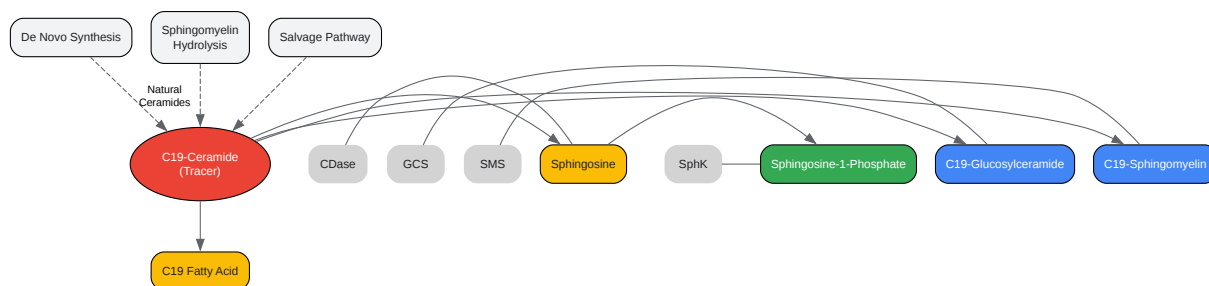 De Novo Synthesis
Sphingomyelin
Hydrolysis
Salvage Pathway
Natural
Ceramides
C19-Ceramide
(Tracer)
CDase
GCS
SMS
Sphingosine
SphK
Sphingosine-1-Phosphate
C19-Glucosylceramide
C19-Sphingomyelin
C19 Fatty Acid